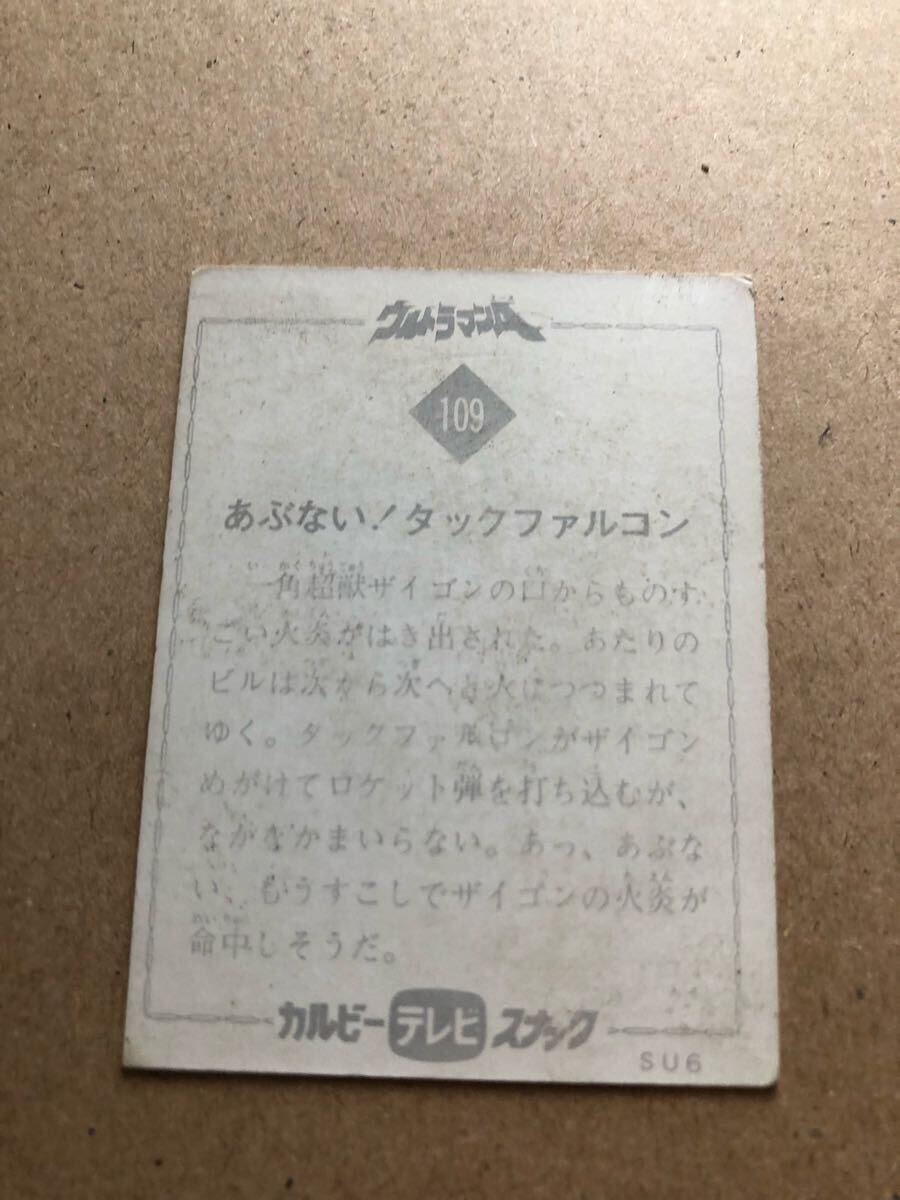 ウルトラマンA
109
あぶない!タックファルコン
一角超獣ザイゴンの口からものす
ごい火炎がはき出された。あたりの
ビルは次から次へと火につつまれて
ゆく。タックファルコンがザイゴン
めがけてロケット弾を打ち込むが、
なかなかまいらない。あっ、あぶな
い、もうすこしでザイゴンの火炎が
命中しそうだ。
カルビー テレビ スナック
SU6